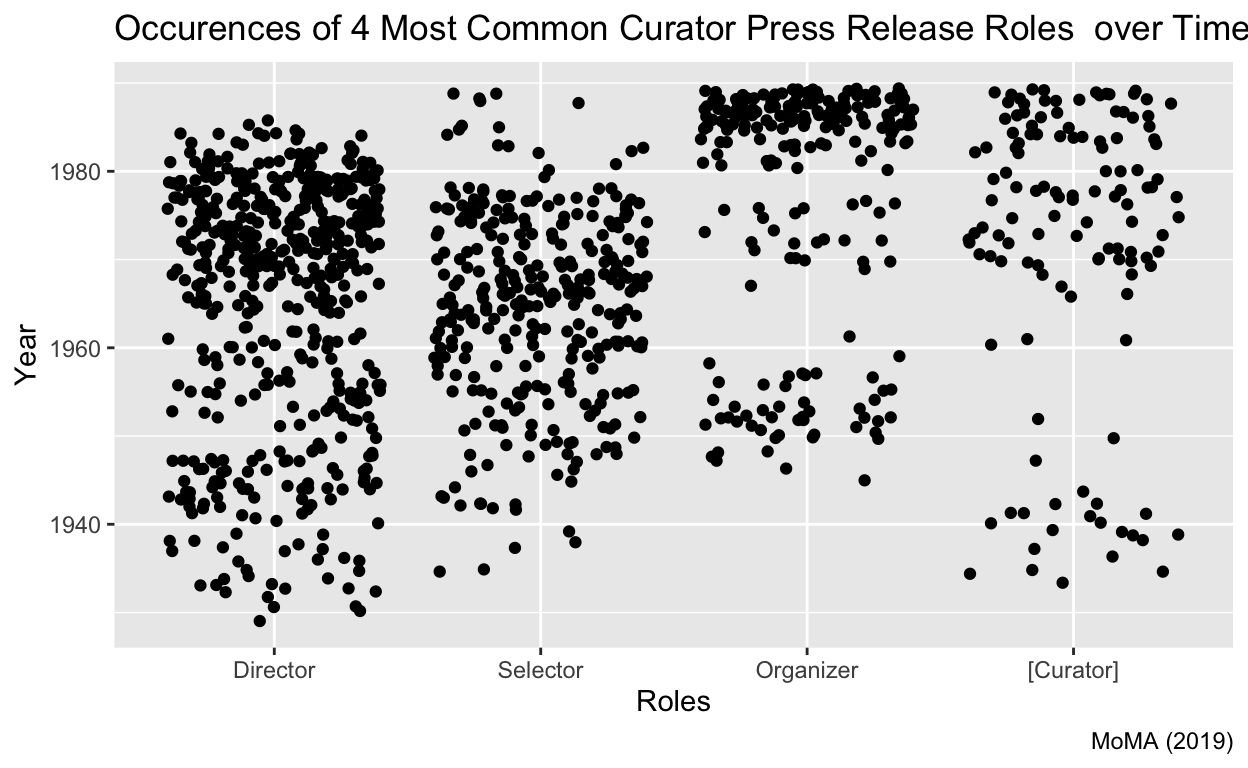 Occurences of 4 Most Common Curator Press Release Roles  over Time
Year
1980
1960
1940
Director Selector Organizer [Curator]
Roles
MoMA (2019)